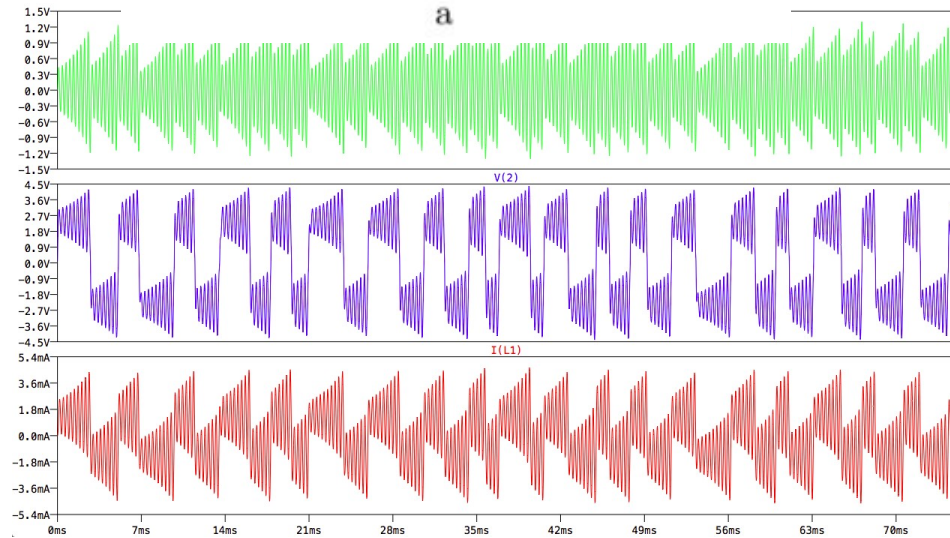 a
1.5V
1.2V
0.9V
0.6V
0.3V
0.0V
-0.3V
-0.6V
-0.9V
-1.2V
-1.5V
V(2)
4.5V
3.6V
2.7V
1.8V
0.9V
0.0V
-0.9V
-1.8V
-2.7V
-3.6V
-4.5V
I(L1)
5.4mA
3.6mA
1.8mA
0.0mA
-1.8mA
-3.6mA
-5.4mA
0ms 7ms 14ms 21ms 28ms 35ms 42ms 49ms 56ms 63ms 70ms